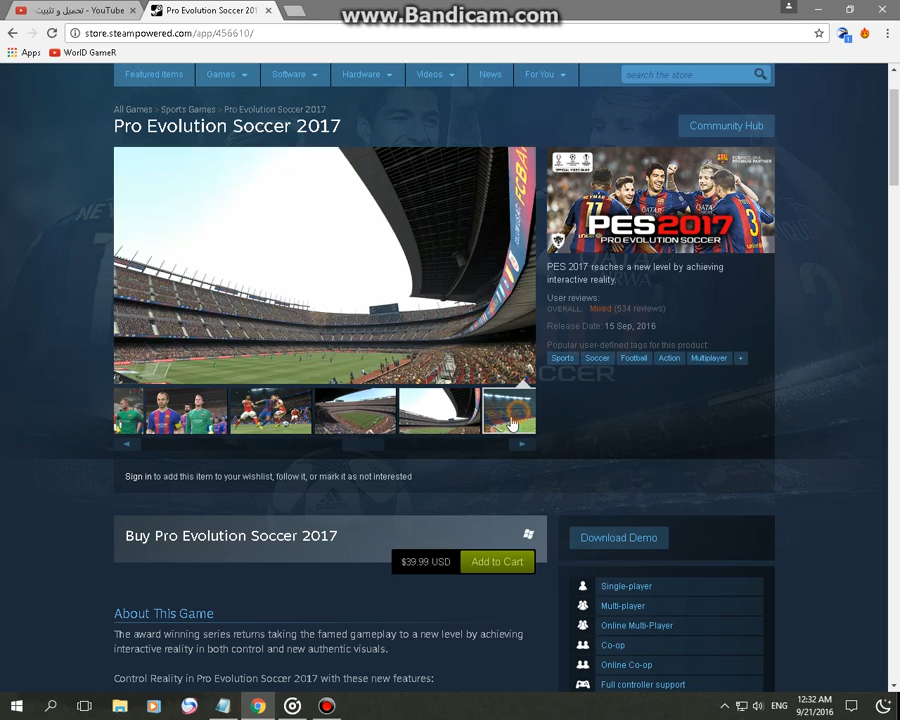 www.Bandicam.com
تحميل و تثبيت - YouTube
Pro Evolution Soccer 201
store.steampowered.com/app/456610/
Apps
WorlD GameR
Featured Items
Games
Software
Hardware
Videos
News
For You
search the store
All Games > Sports Games > Pro Evolution Soccer 2017
Pro Evolution Soccer 2017
Community Hub
FCBA
PES2017
PRO EVOLUTION SOCCER
PES 2017 reaches a new level by achieving
interactive reality.
User reviews:
OVERALL: Mixed (534 reviews)
Release Date: 15 Sep, 2016
Popular user-defined tags for this product:
Sports
Soccer
Football
Action
Multiplayer
+
SOCCER
Sign in to add this item to your wishlist, follow it, or mark it as not interested
Buy Pro Evolution Soccer 2017
$39.99 USD
Add to Cart
Download Demo
Single-player
Multi-player
Online Multi-Player
Co-op
Online Co-op
Full controller support
About This Game
The award winning series returns taking the famed gameplay to a new level by achieving
interactive reality in both control and new authentic visuals.
Control Reality in Pro Evolution Soccer 2017 with these new features:
ENG
12:32 AM
9/21/2016